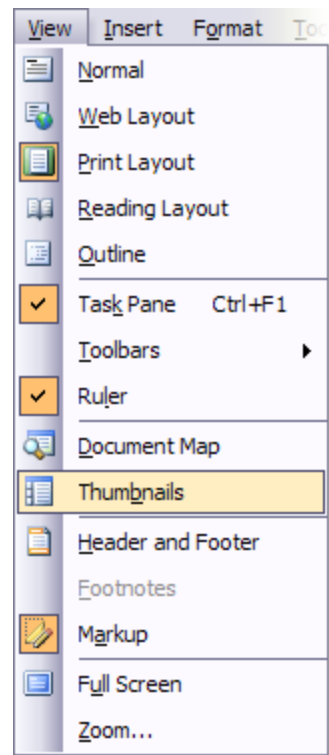 View Insert Format Too
Normal
Web Layout
Print Layout
Reading Layout
Outline
Task Pane Ctrl+F1
Toolbars
Ruler
Document Map
Thumbnails
Header and Footer
Footnotes
Markup
Full Screen
Zoom...